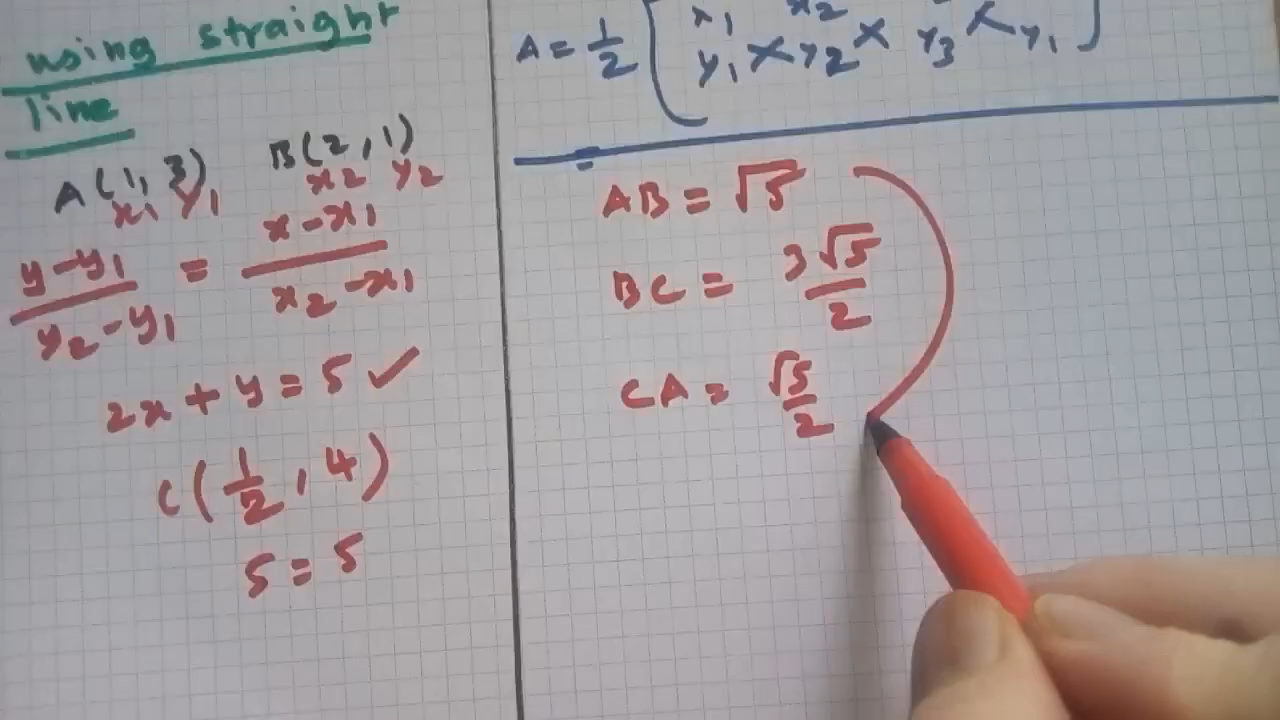 using straight
line
A(1, 3) B(2, 1)
x₁ y₁ x₂ y₂
y-y₁/y₂-y₁ = x-x₁/x₂-x₁
2x + y = 5 ✓
C(1/2, 4)
5 = 5
A = 1/2 [x₁ x₂
y₁ y₂ y₃ y₁]
=
AB = √5
BC = 3√5/2
CA = √5/2